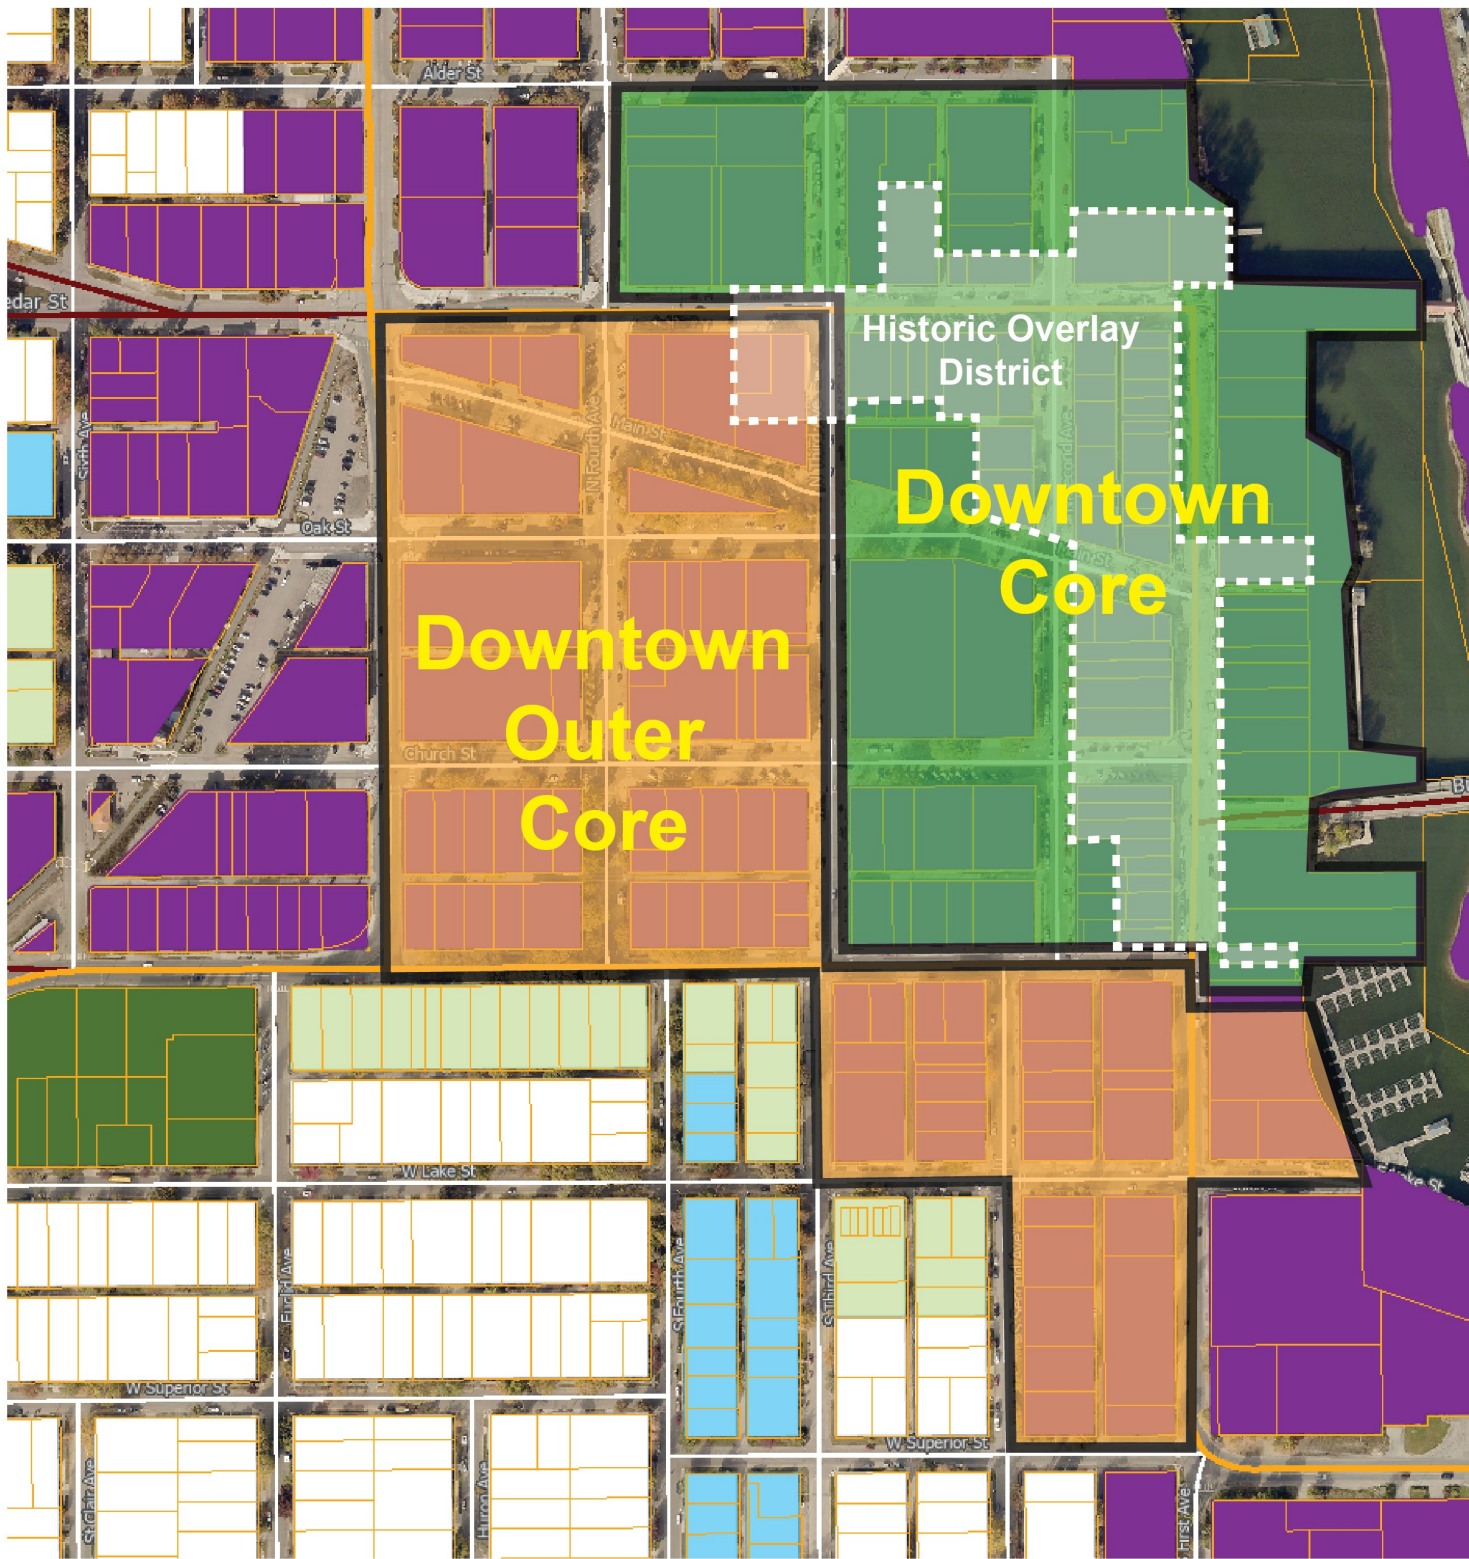 Alder St
edar St
Historic Overlay
District
Sixth Ave
N Fourth Ave
Main St
Second Ave
Downtown
Core
Oak St
Main St
Downtown
Outer
Core
Church St
W Lake St
Lake St
Euclid Ave
S Fourth Ave
S Third Ave
S Second Ave
W Superior St
W Superior St
St Clair Ave
Huron Ave
First Ave